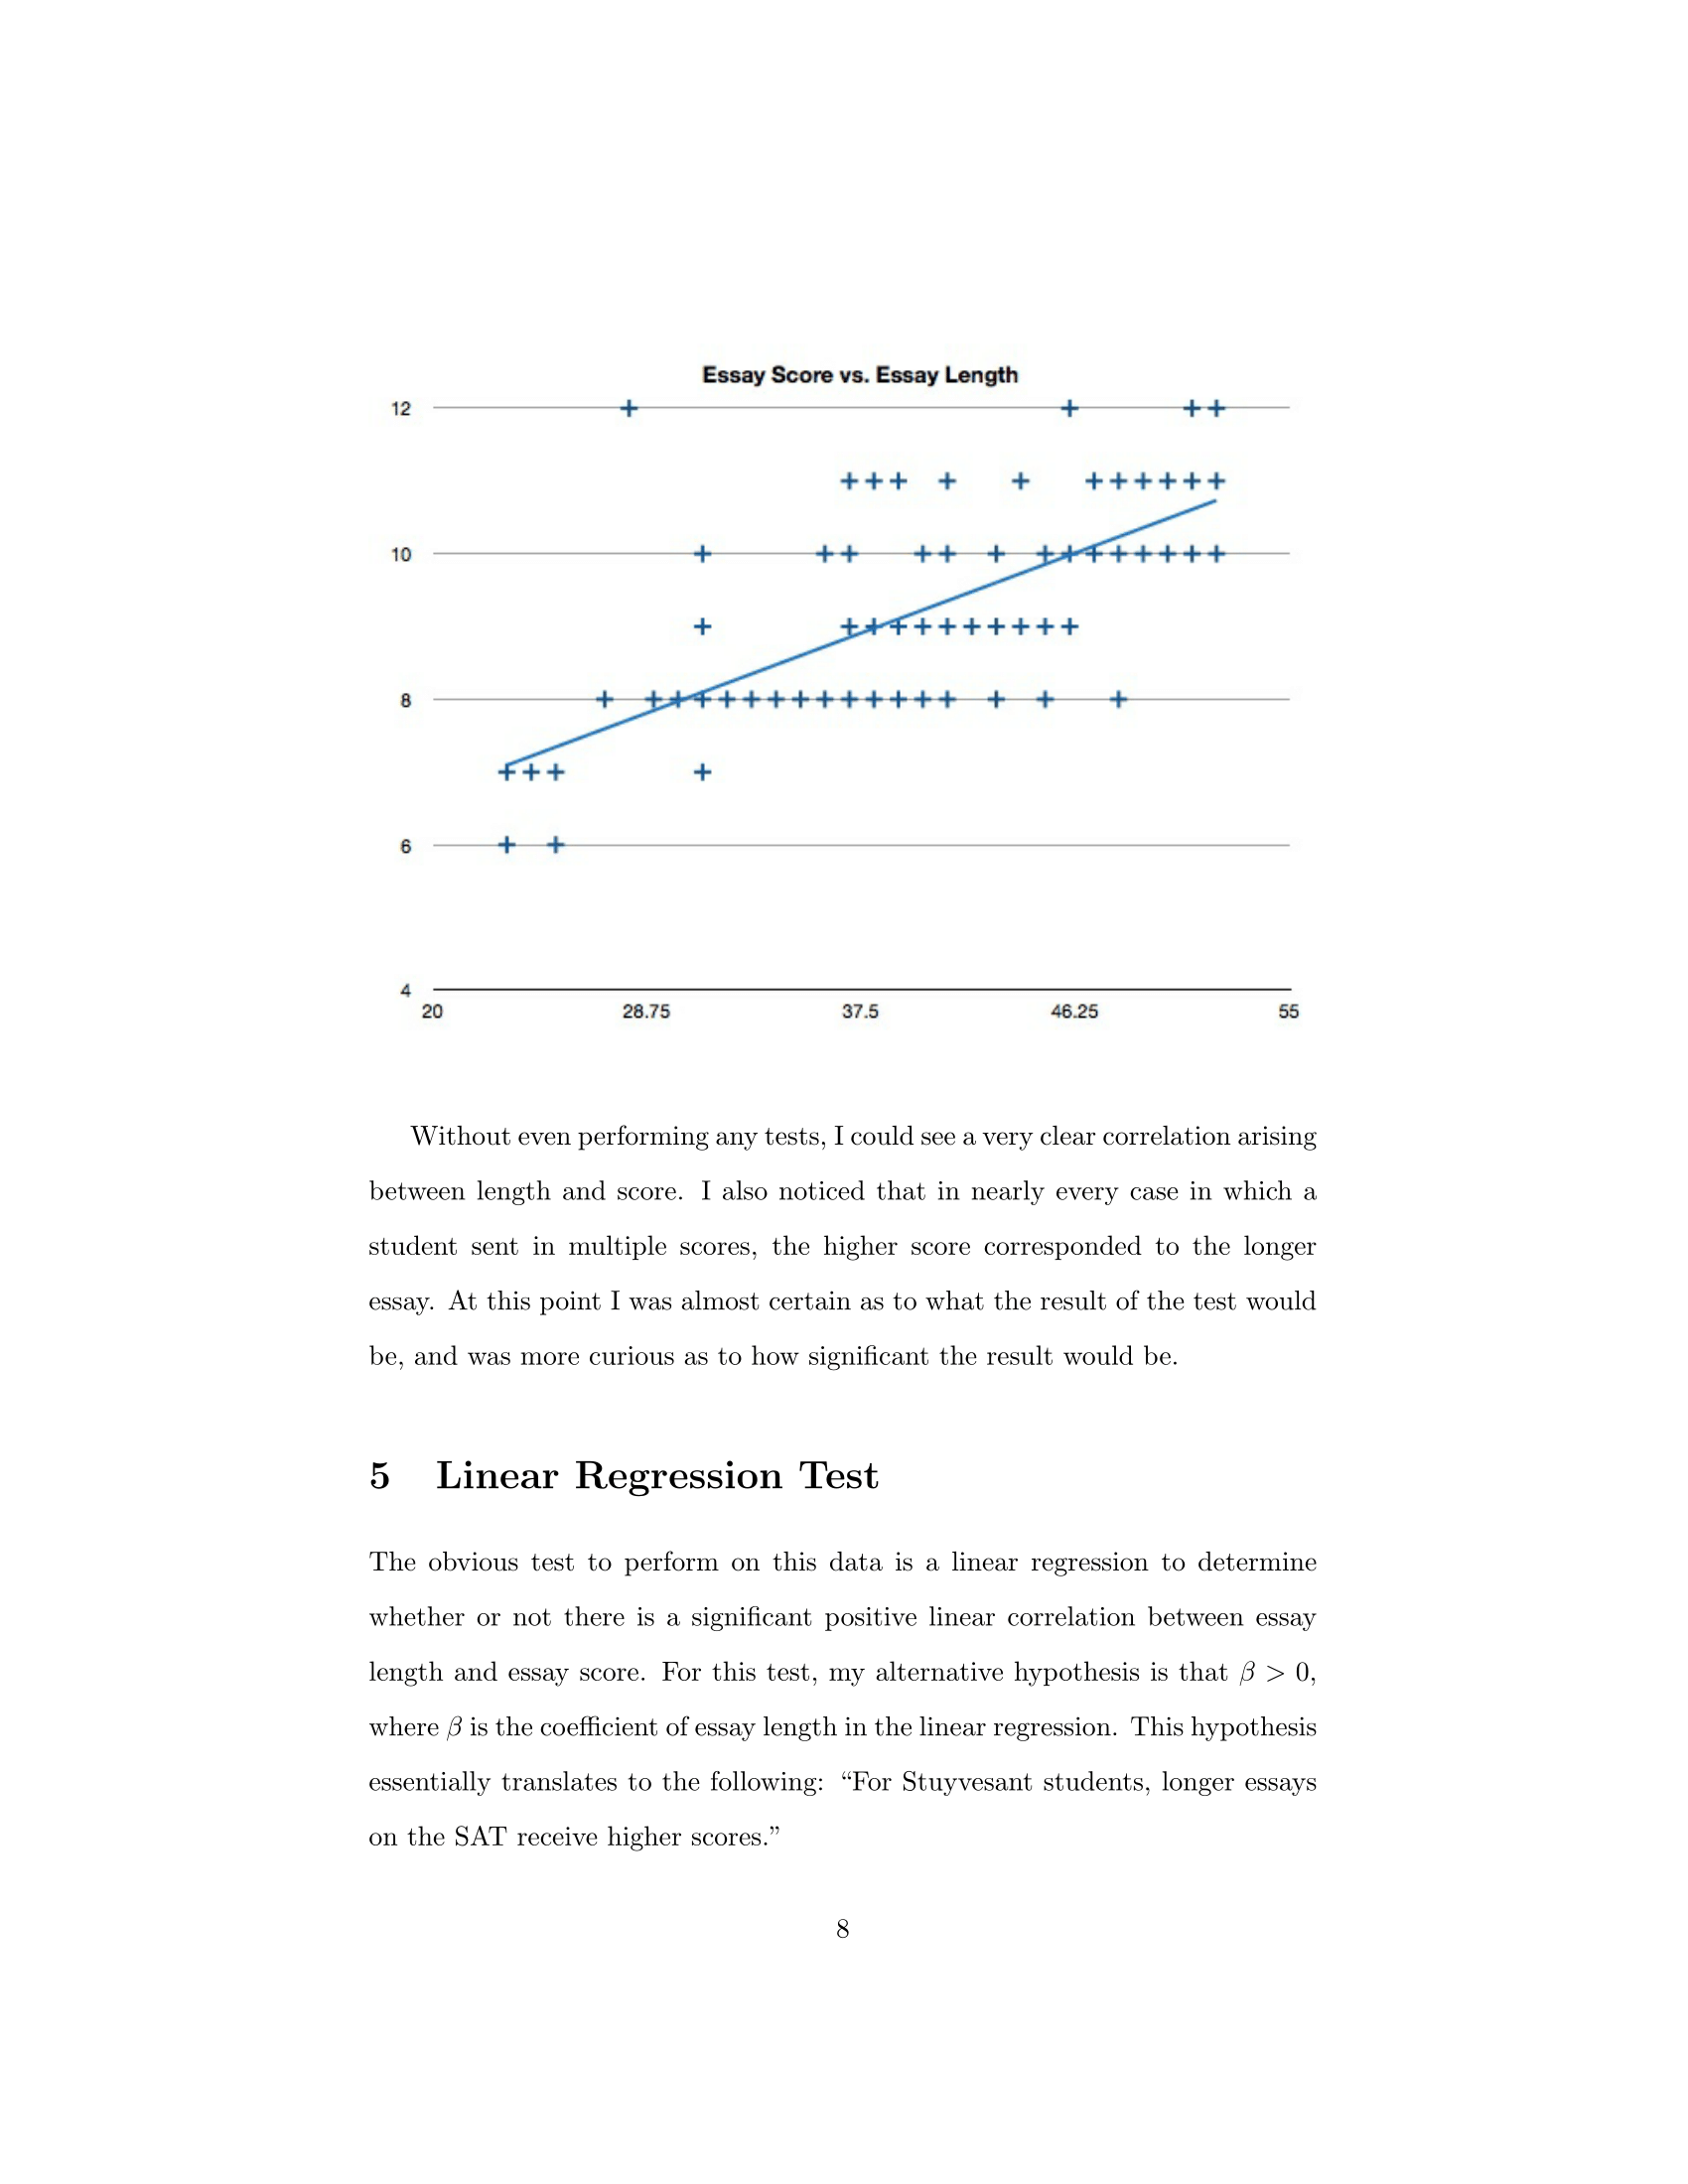 Essay Score vs. Essay Length
12
10
8
6
4
20 28.75 37.5 46.25 55
Without even performing any tests, I could see a very clear correlation arising
between length and score. I also noticed that in nearly every case in which a
student sent in multiple scores, the higher score corresponded to the longer
essay. At this point I was almost certain as to what the result of the test would
be, and was more curious as to how significant the result would be.
5 Linear Regression Test
The obvious test to perform on this data is a linear regression to determine
whether or not there is a significant positive linear correlation between essay
length and essay score. For this test, my alternative hypothesis is that β > 0,
where β is the coefficient of essay length in the linear regression. This hypothesis
essentially translates to the following: “For Stuyvesant students, longer essays
on the SAT receive higher scores.”
8